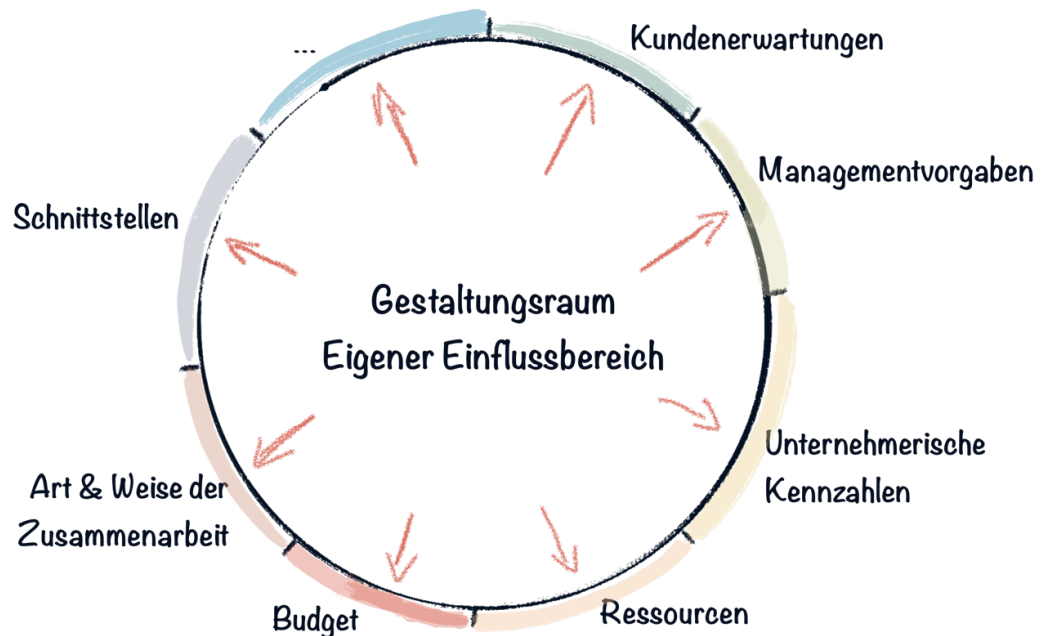 ...
Kundenerwartungen
Managementvorgaben
Schnittstellen
Gestaltungsraum
Eigener Einflussbereich
Unternehmerische
Kennzahlen
Art & Weise der
Zusammenarbeit
Budget
Ressourcen